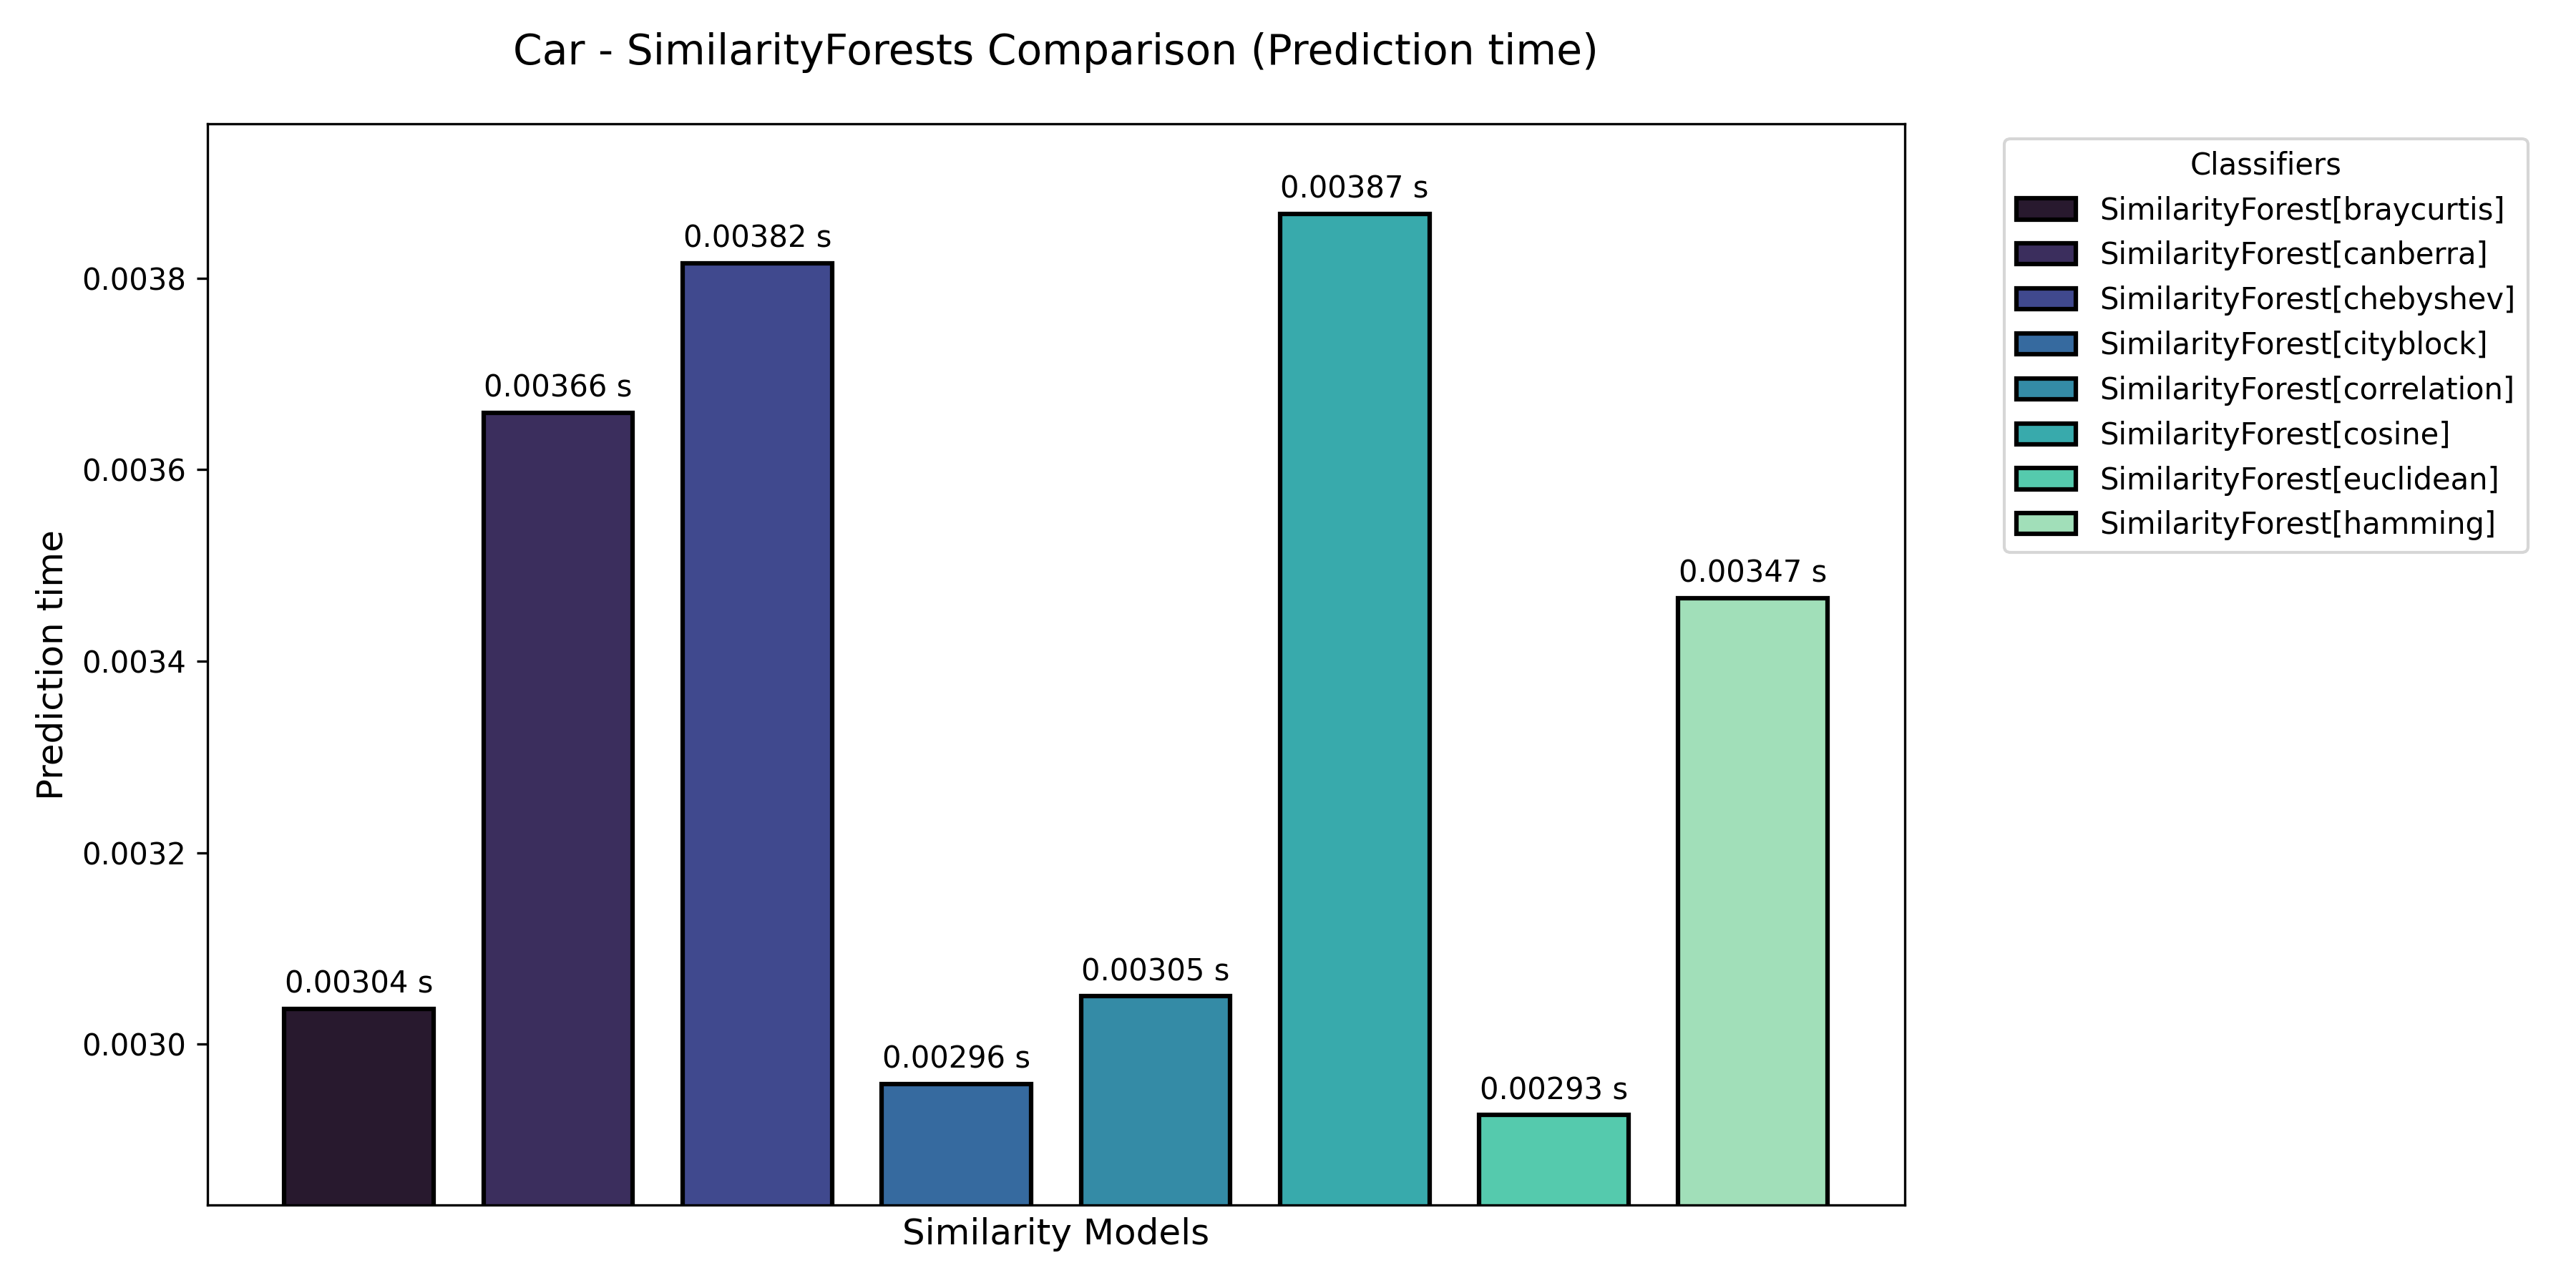 Car - SimilarityForests Comparison (Prediction time)
Prediction time
0.0038
0.0036
0.0034
0.0032
0.0030
0.00304 s
0.00366 s
0.00382 s
0.00296 s
0.00305 s
0.00387 s
0.00293 s
0.00347 s
Similarity Models
Classifiers
SimilarityForest[braycurtis]
SimilarityForest[canberra]
SimilarityForest[chebyshev]
SimilarityForest[cityblock]
SimilarityForest[correlation]
SimilarityForest[cosine]
SimilarityForest[euclidean]
SimilarityForest[hamming]